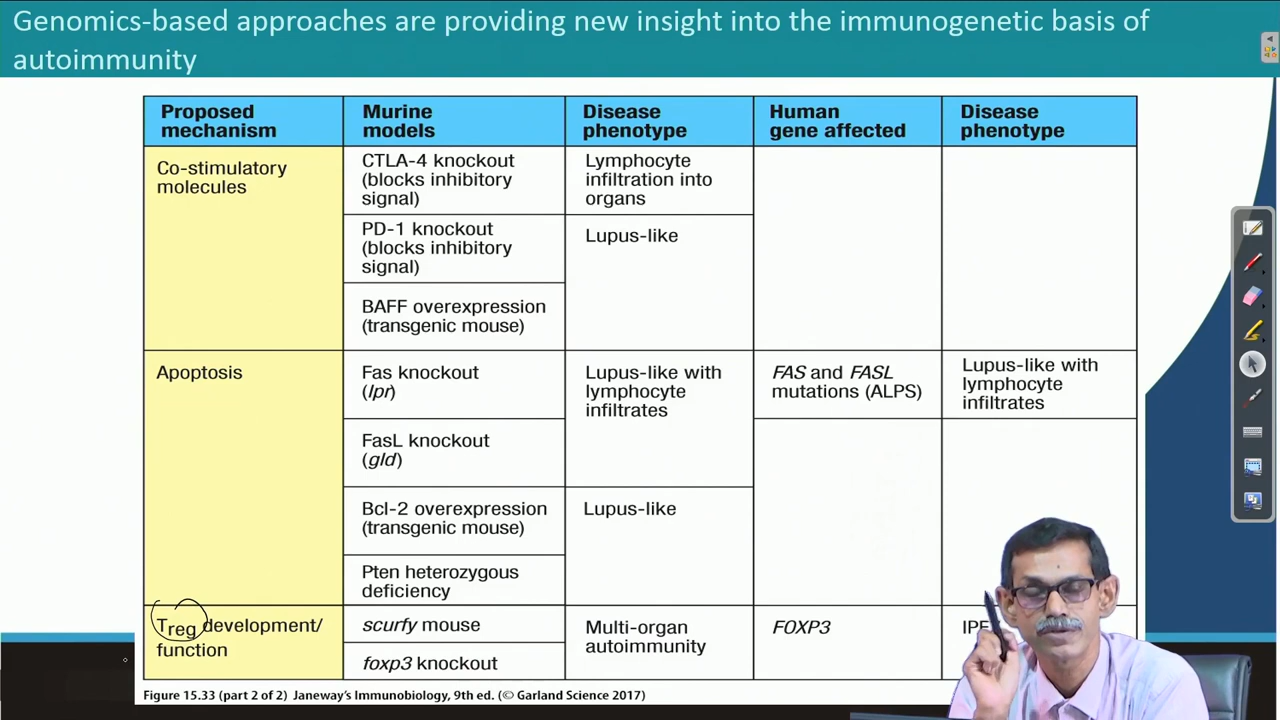 Genomics-based approaches are providing new insight into the immunogenetic basis of
autoimmunity
Proposed
mechanism
Murine
models
Disease
phenotype
Human
gene affected
Disease
phenotype
Co-stimulatory
molecules
CTLA-4 knockout
(blocks inhibitory
signal)
Lymphocyte
infiltration into
organs
PD-1 knockout
(blocks inhibitory
signal)
Lupus-like
BAFF overexpression
(transgenic mouse)
Apoptosis
Fas knockout
(lpr)
Lupus-like with
lymphocyte
infiltrates
FAS and FASL
mutations (ALPS)
Lupus-like with
lymphocyte
infiltrates
FasL knockout
(gld)
Bcl-2 overexpression
(transgenic mouse)
Lupus-like
Pten heterozygous
deficiency
Treg development/
function
scurfy mouse
Multi-organ
autoimmunity
FOXP3
foxp3 knockout
Figure 15.33 (part 2 of 2) Janeway's Immunobiology, 9th ed. (© Garland Science 2017)